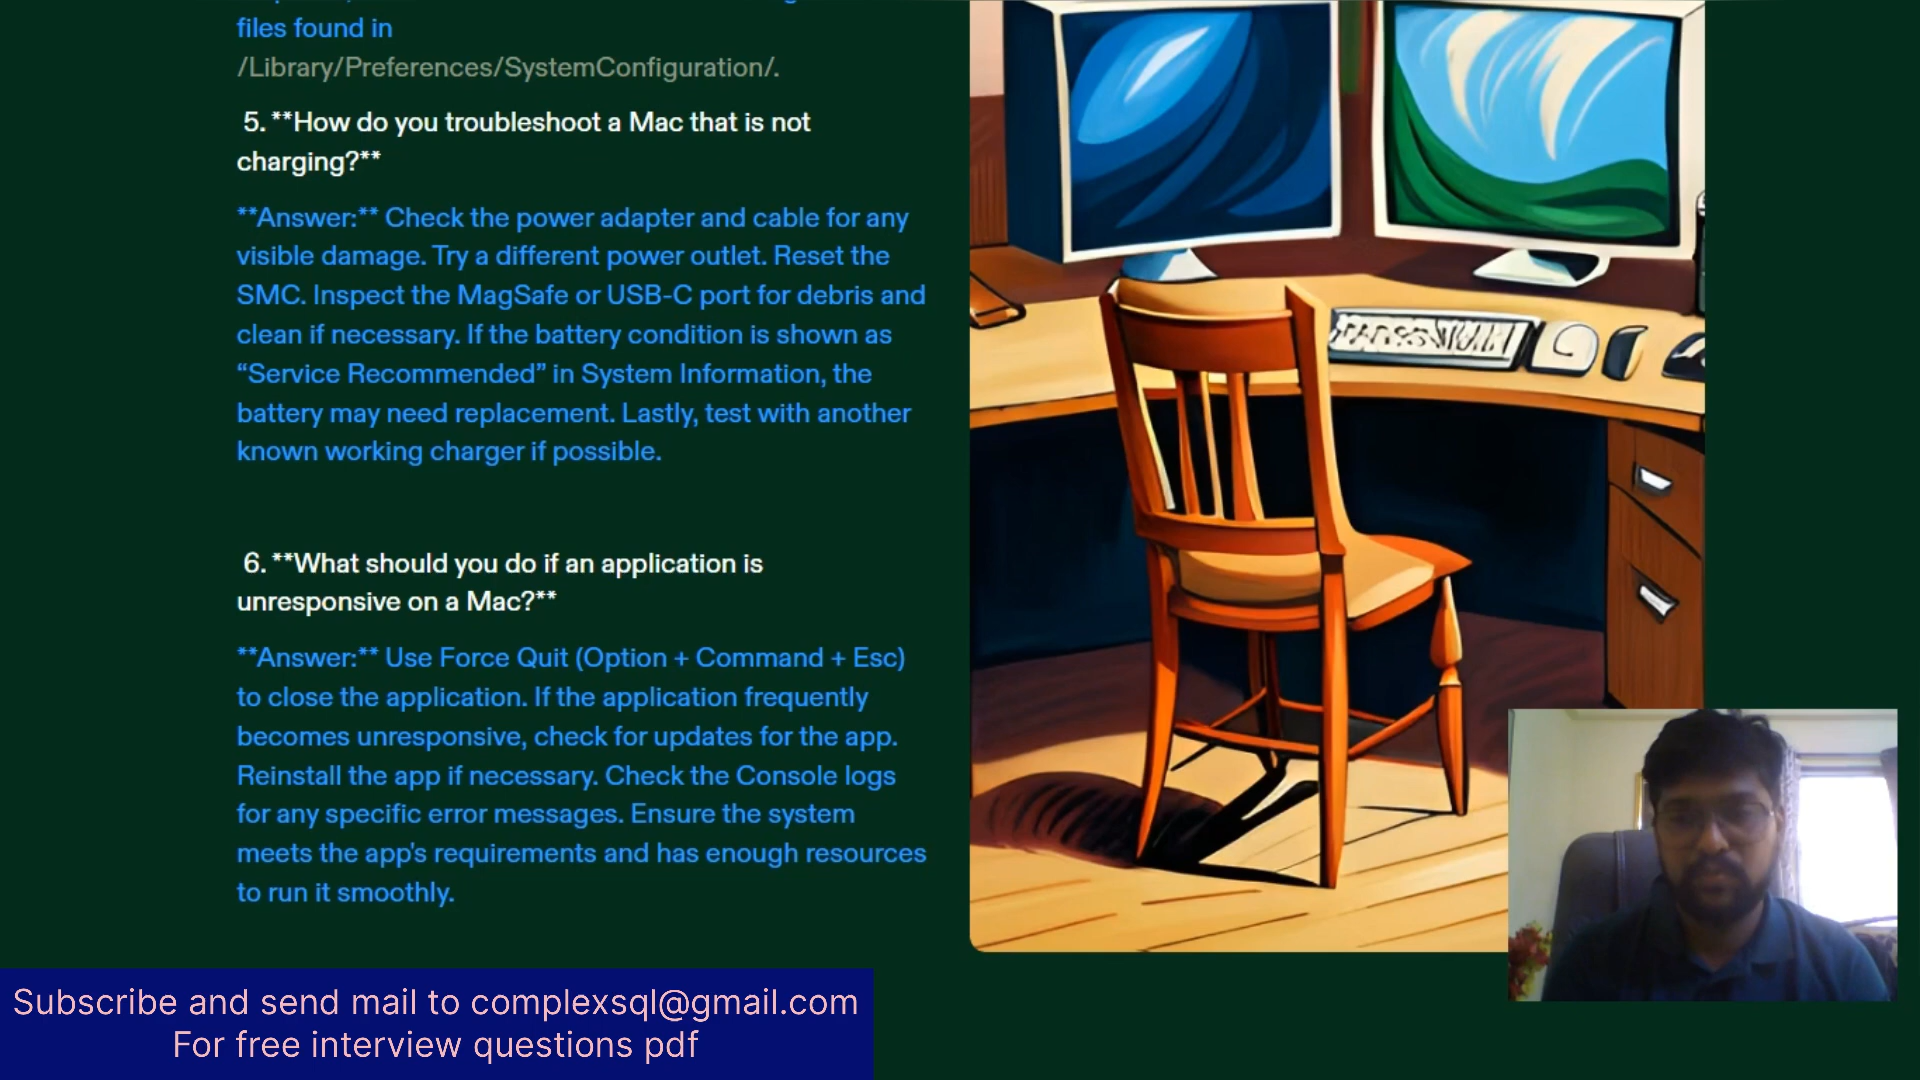 files found in
/Library/Preferences/SystemConfiguration/.
5. **How do you troubleshoot a Mac that is not
charging?**
**Answer:** Check the power adapter and cable for any
visible damage. Try a different power outlet. Reset the
SMC. Inspect the MagSafe or USB-C port for debris and
clean if necessary. If the battery condition is shown as
“Service Recommended” in System Information, the
battery may need replacement. Lastly, test with another
known working charger if possible.
6. **What should you do if an application is
unresponsive on a Mac?**
**Answer:** Use Force Quit (Option + Command + Esc)
to close the application. If the application frequently
becomes unresponsive, check for updates for the app.
Reinstall the app if necessary. Check the Console logs
for any specific error messages. Ensure the system
meets the app's requirements and has enough resources
to run it smoothly.
Subscribe and send mail to complexsql@gmail.com
For free interview questions pdf